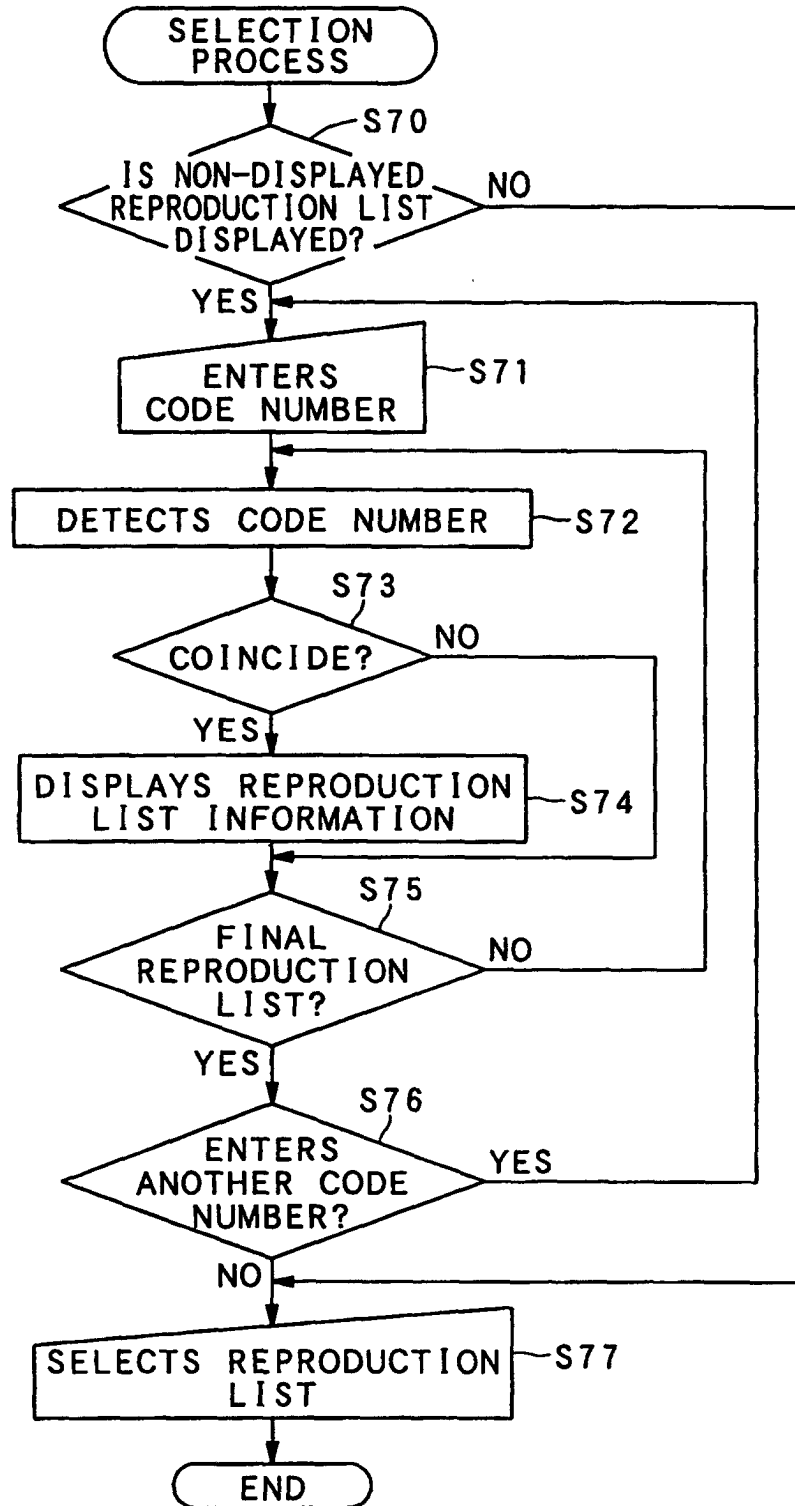 SELECTION
PROCESS
S70
IS NON-DISPLAYED
REPRODUCTION LIST
DISPLAYED?
NO
YES
ENTERS
CODE NUMBER
S71
DETECTS CODE NUMBER
S72
S73
COINCIDE?
NO
YES
DISPLAYS REPRODUCTION
LIST INFORMATION
S74
S75
FINAL
REPRODUCTION
LIST?
NO
YES
S76
ENTERS
ANOTHER CODE
NUMBER?
YES
NO
SELECTS REPRODUCTION
LIST
S77
END